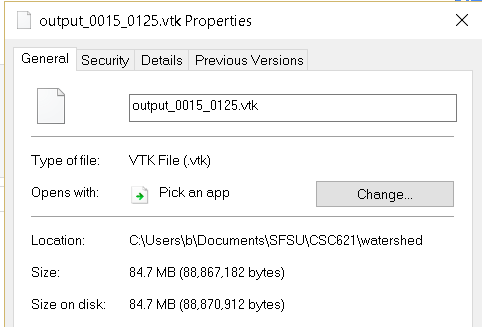 output_0015_0125.vtk Properties
General Security Details Previous Versions
output_0015_0125.vtk
Type of file: VTK File (.vtk)
Opens with: Pick an app Change...
Location: C:\Users\b\Documents\SFSU\CSC621\watershed
Size: 84.7 MB (88,867,182 bytes)
Size on disk: 84.7 MB (88,870,912 bytes)